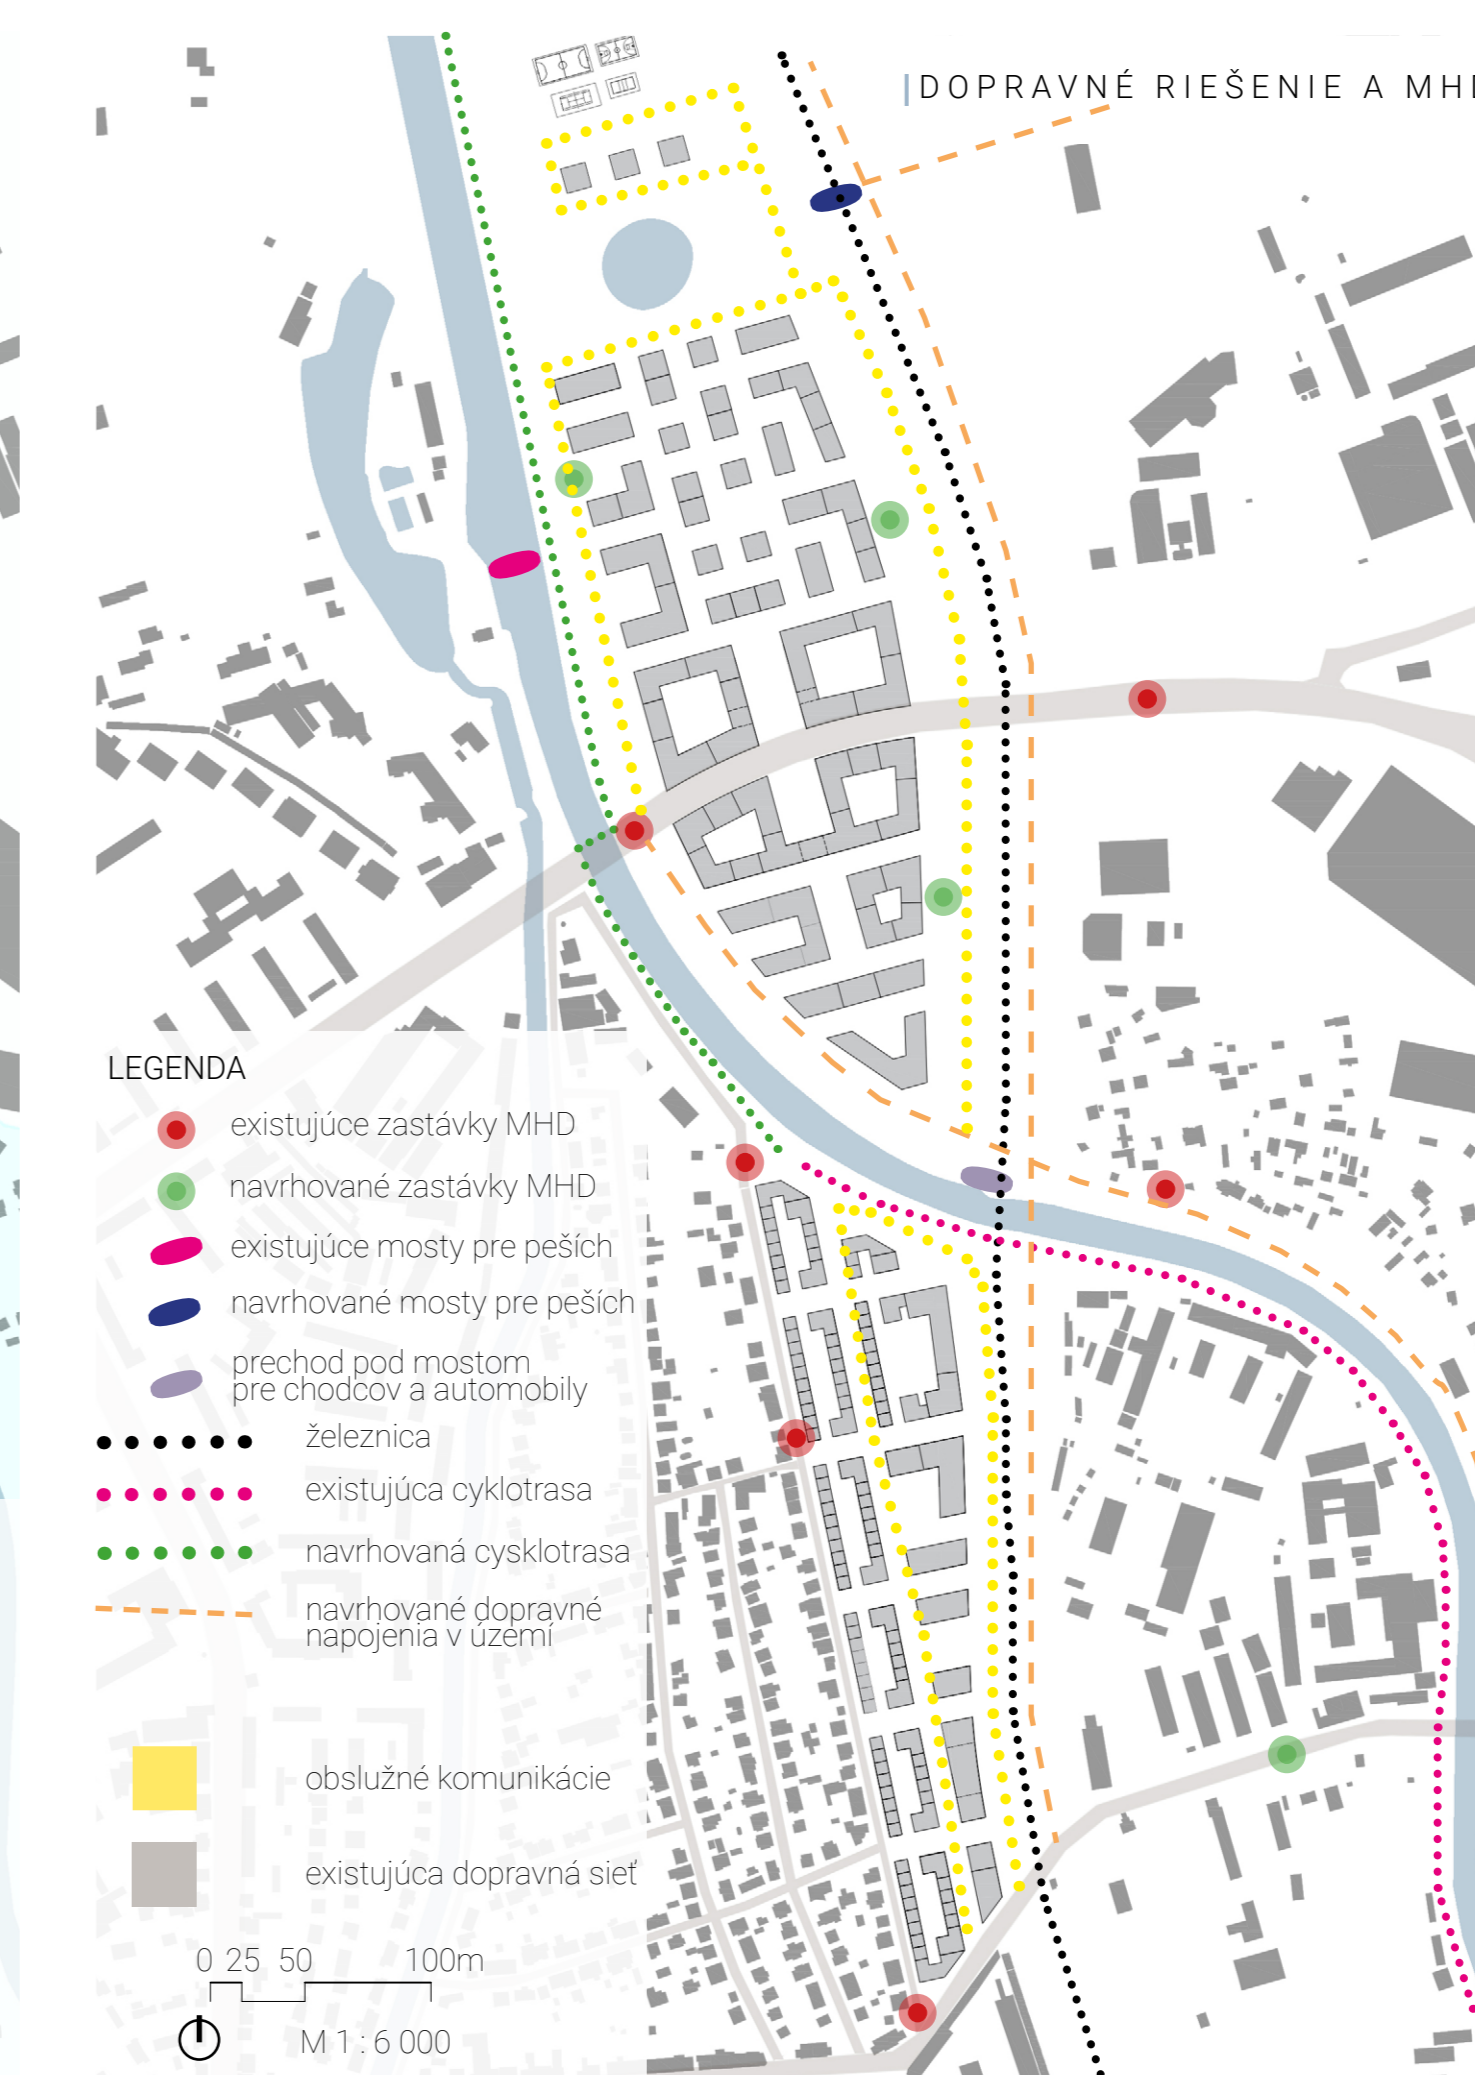 DOPRAVNÉ RIEŠENIE A MH
LEGENDA
existujúce zastávky MHD
navrhované zastávky MHD
existujúce mosty pre peších
navrhované mosty pre peších
prechod pod mostom
pre chodcov a automobily
železnica
existujúca cyklotrasa
navrhovaná cysklotrasa
navrhované dopravné
napojenia v území
obslužné komunikácie
existujúca dopravná sieť
0 25 50 100m
M 1 : 6 000